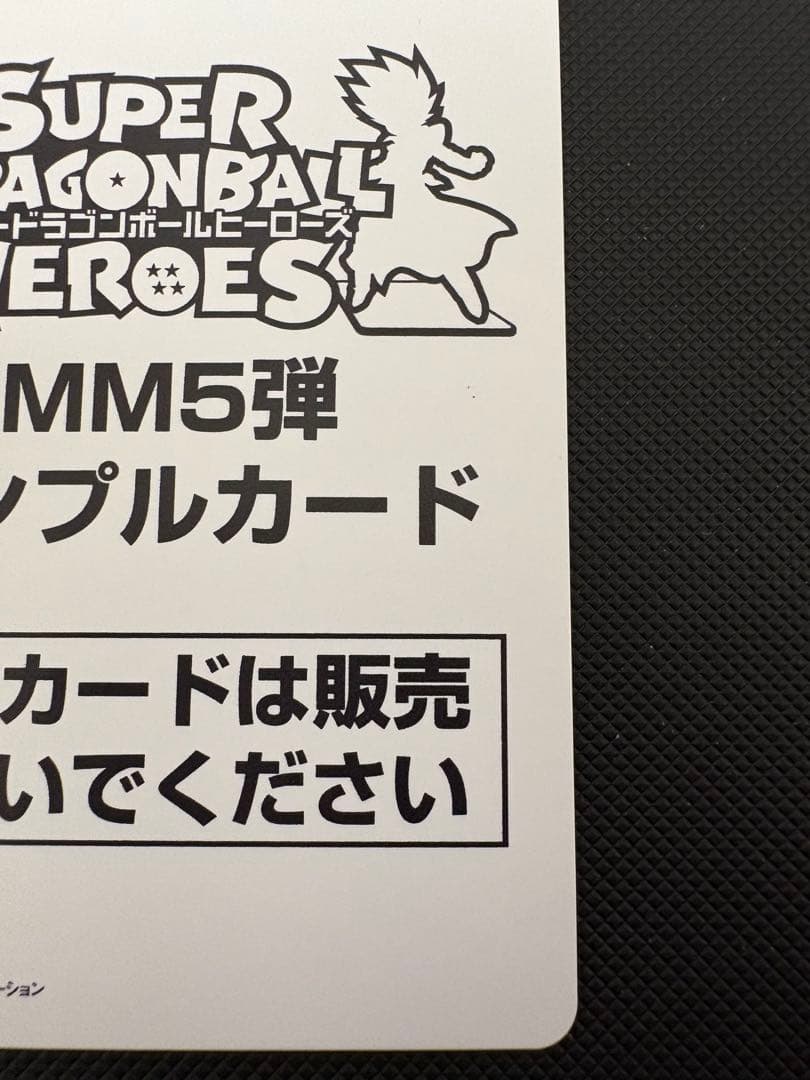 SUPER
DRAGONBALL
ードラゴンボールヒーローズ
HEROES
MM5弾
ンプルカード
カードは販売
いでください
ーション